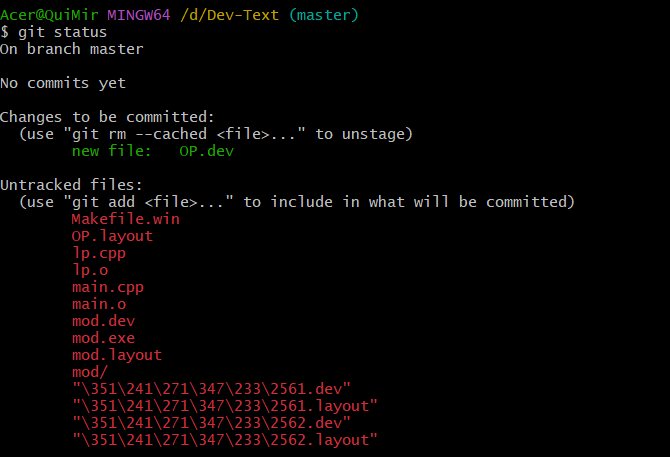 Acer@QuiMir MINGW64 /d/Dev-Text (master)
$ git status
On branch master
No commits yet
Changes to be committed:
(use "git rm --cached <file>..." to unstage)
new file: OP.dev
Untracked files:
(use "git add <file>..." to include in what will be committed)
Makefile.win
OP.layout
lp.cpp
lp.o
main.cpp
main.o
mod.dev
mod.exe
mod.layout
mod/
"\351\241\271\347\233\2561.dev"
"\351\241\271\347\233\2561.layout"
"\351\241\271\347\233\2562.dev"
"\351\241\271\347\233\2562.layout"